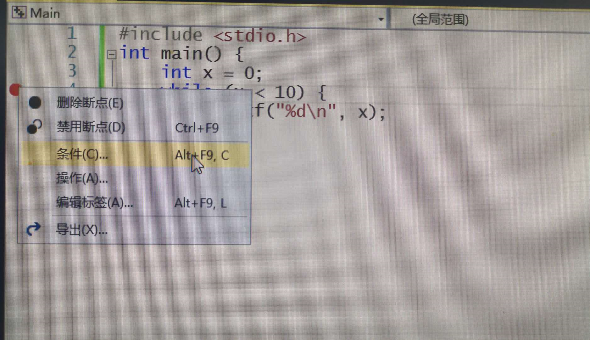 Main (全局范围)
1 #include <stdio.h>
2 int main() {
3 int x = 0;
< 10) {
删除断点(E)
f("%d\n", x);
禁用断点(D) Ctrl+F9
条件(C)... Alt+F9, C
操作(A)...
编辑标签(A)... Alt+F9, L
导出(X)...